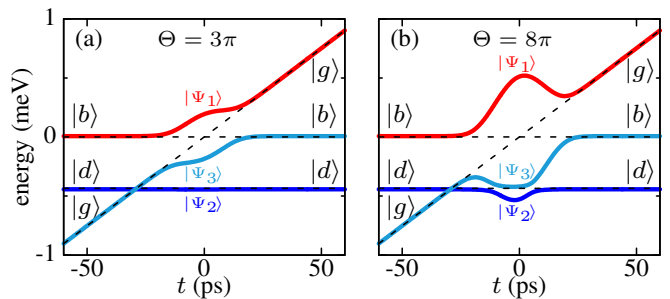 (a) Θ = 3π
(b) Θ = 8π
1
0
-1
energy (meV)
|Ψ₁⟩
|g⟩
|b⟩
|b⟩
|d⟩
|d⟩
|Ψ₃⟩
|g⟩
|Ψ₂⟩
-50 0 50
t (ps)
|Ψ₁⟩
|g⟩
|b⟩
|b⟩
|d⟩
|d⟩
|Ψ₃⟩
|g⟩
|Ψ₂⟩
-50 0 50
t (ps)